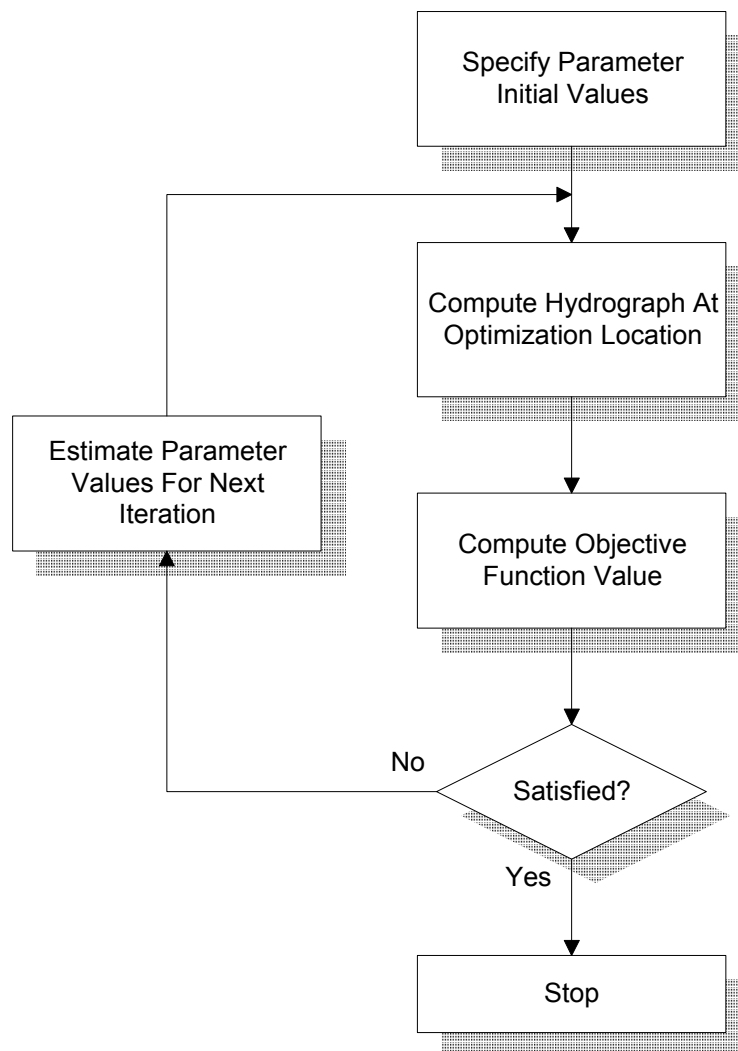 Specify Parameter
Initial Values
Compute Hydrograph At
Optimization Location
Estimate Parameter
Values For Next
Iteration
Compute Objective
Function Value
No
Satisfied?
Yes
Stop